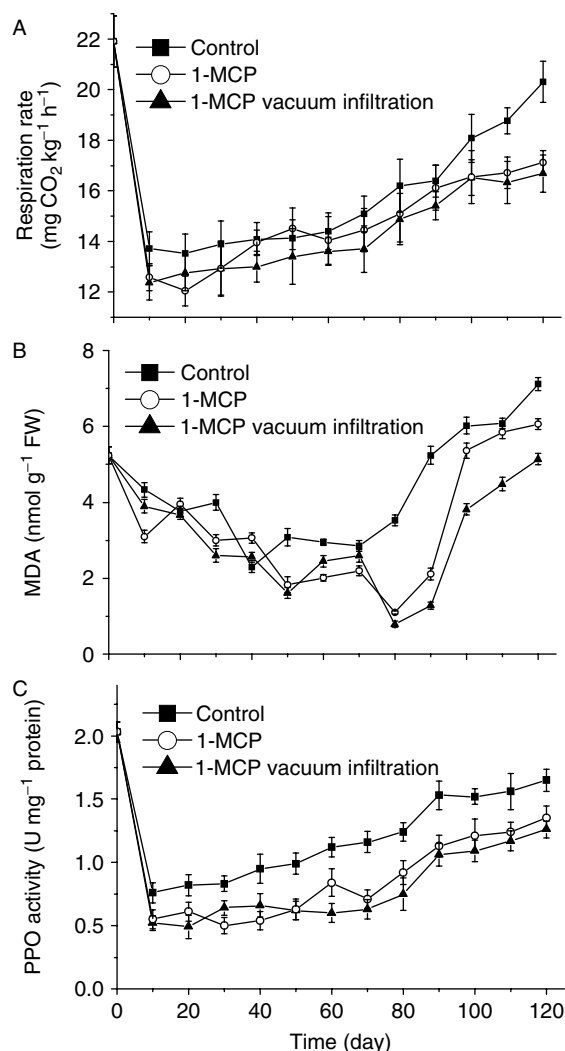 A
Respiration rate
(mg CO₂ kg⁻¹ h⁻¹)
22
20
18
16
14
12
Control
1-MCP
1-MCP vacuum infiltration
B
MDA (nmol g⁻¹ FW)
8
6
4
2
0
Control
1-MCP
1-MCP vacuum infiltration
C
PPO activity (U mg⁻¹ protein)
2.0
1.5
1.0
0.5
0.0
Control
1-MCP
1-MCP vacuum infiltration
0 20 40 60 80 100 120
Time (day)